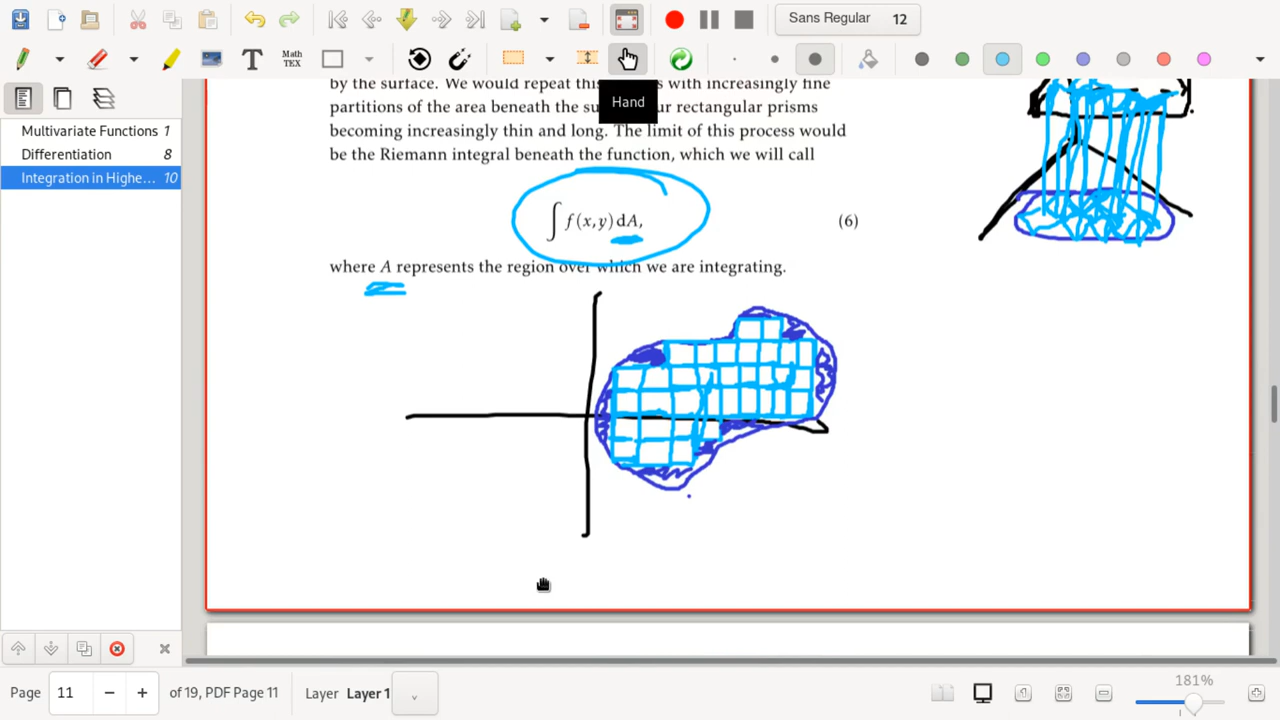 Sans Regular 12
Math
TEX
Hand
Multivariate Functions 1
Differentiation 8
Integration in Highe... 10
by the surface. We would repeat this with increasingly fine
partitions of the area beneath the ur rectangular prisms
becoming increasingly thin and long. The limit of this process would
be the Riemann integral beneath the function, which we will call
∫ f(x,y) dA, (6)
where A represents the region over which we are integrating.
Page 11 of 19, PDF Page 11 Layer Layer 1
181%